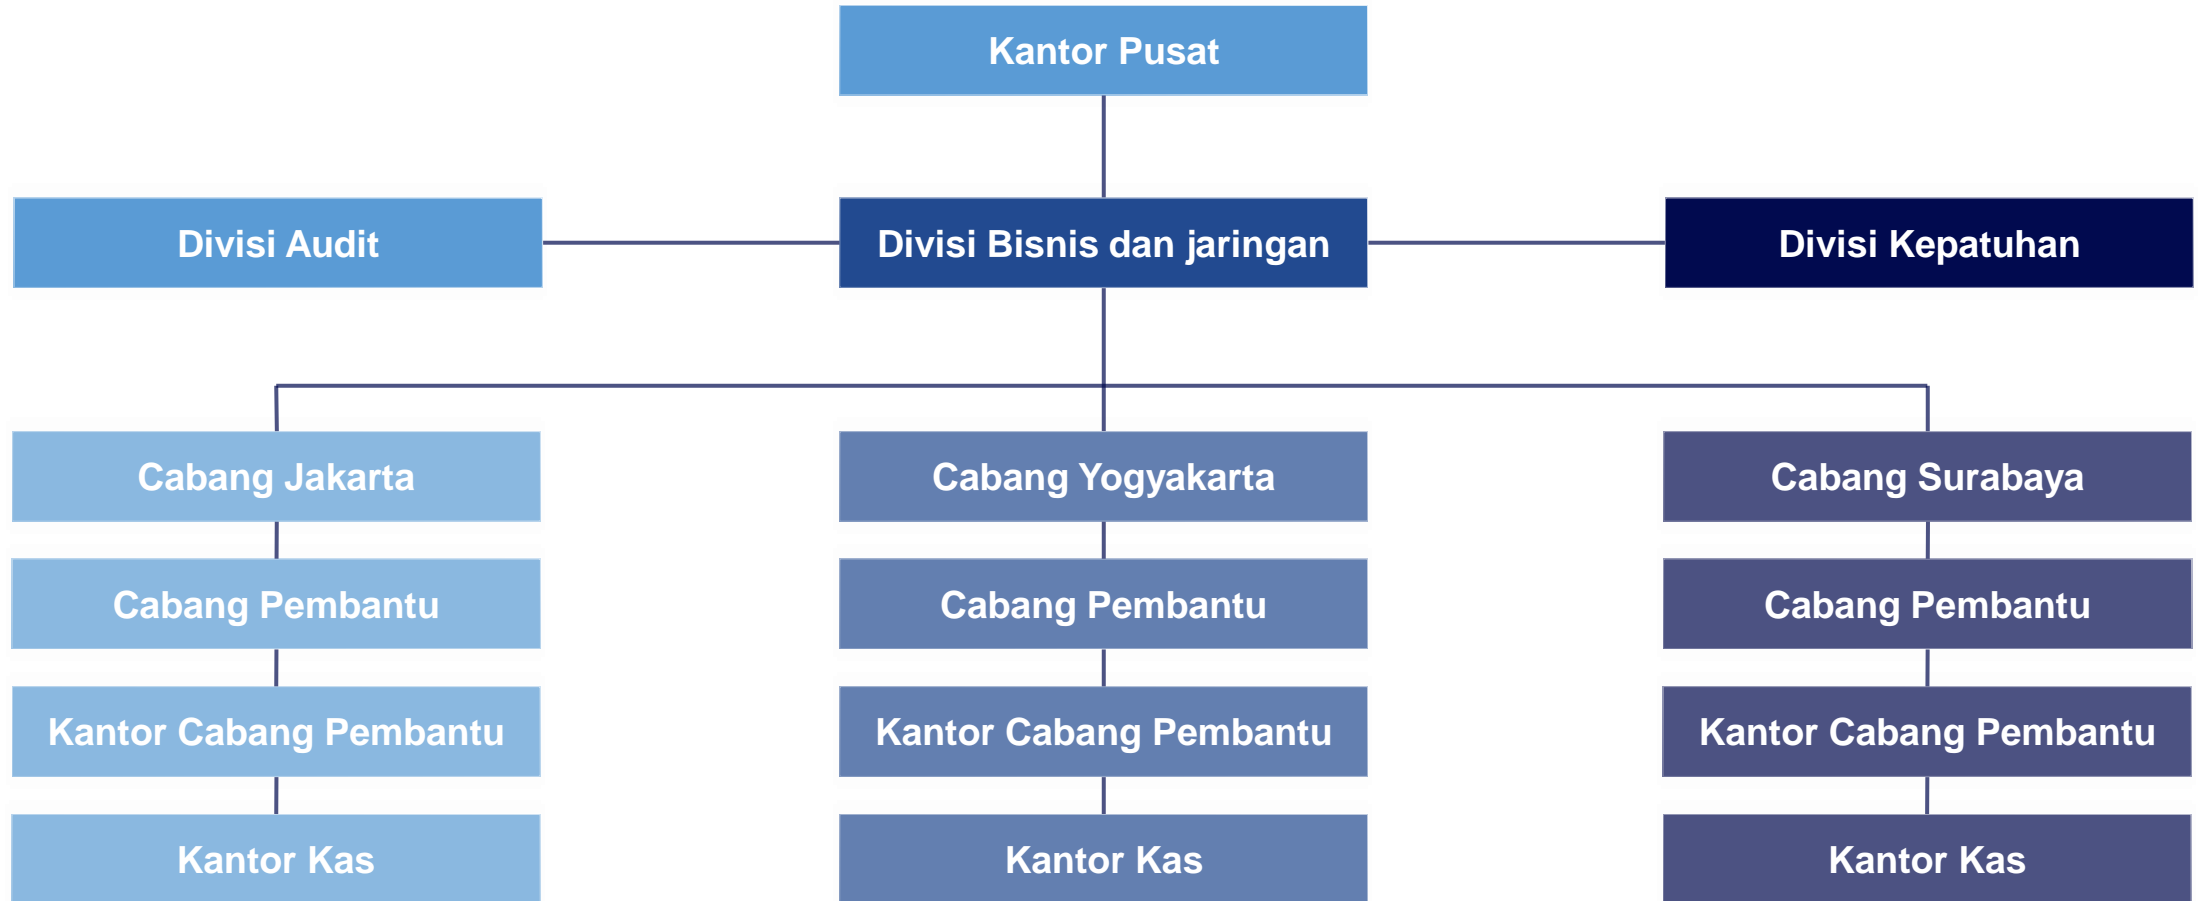 Kantor Pusat
Divisi Audit
Divisi Bisnis dan jaringan
Divisi Kepatuhan
Cabang Jakarta
Cabang Yogyakarta
Cabang Surabaya
Cabang Pembantu
Cabang Pembantu
Cabang Pembantu
Kantor Cabang Pembantu
Kantor Cabang Pembantu
Kantor Cabang Pembantu
Kantor Kas
Kantor Kas
Kantor Kas